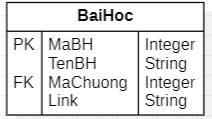 BaiHoc
PK MaBH Integer
TenBH String
FK MaChuong Integer
Link String